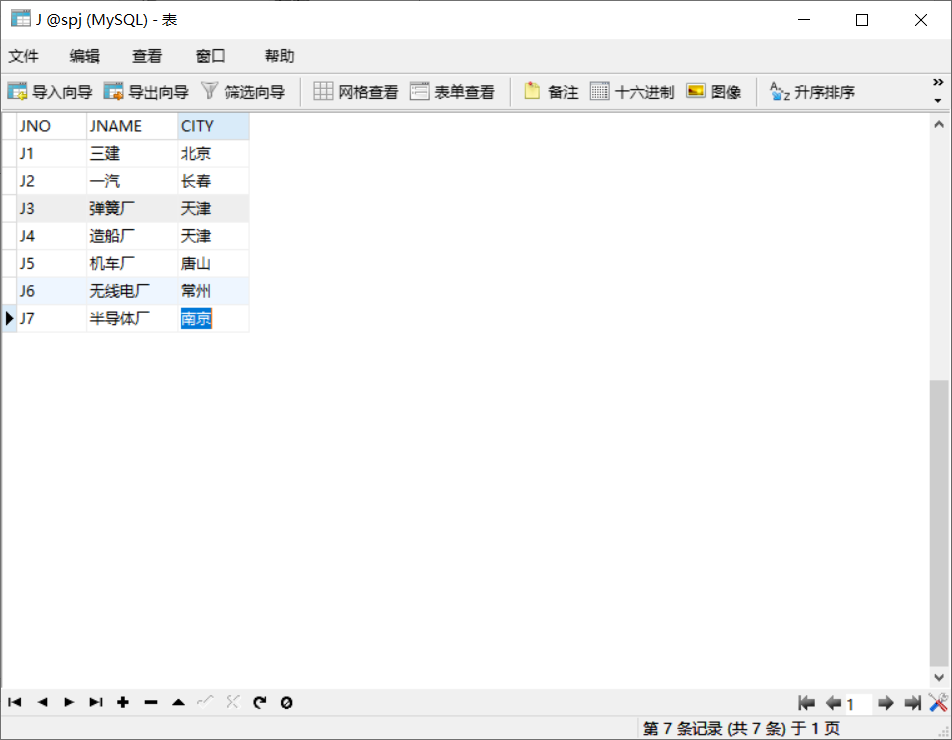 J @spj (MySQL) - 表
文件 编辑 查看 窗口 帮助
导入向导 导出向导 筛选向导 网格查看 表单查看 备注 十六进制 图像 升序排序
JNO JNAME CITY
J1 三建 北京
J2 一汽 长春
J3 弹簧厂 天津
J4 造船厂 天津
J5 机车厂 唐山
J6 无线电厂 常州
J7 半导体厂 南京
1
第 7 条记录 (共 7 条) 于 1 页